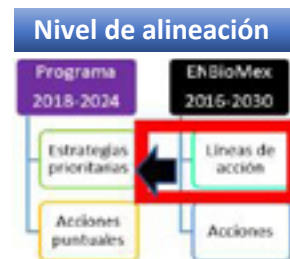 Nivel de alineación
Programa
2018-2024
ENBioMex
2016-2030
Estrategias
prioritarias
Líneas de
acción
Acciones
puntuales
Acciones